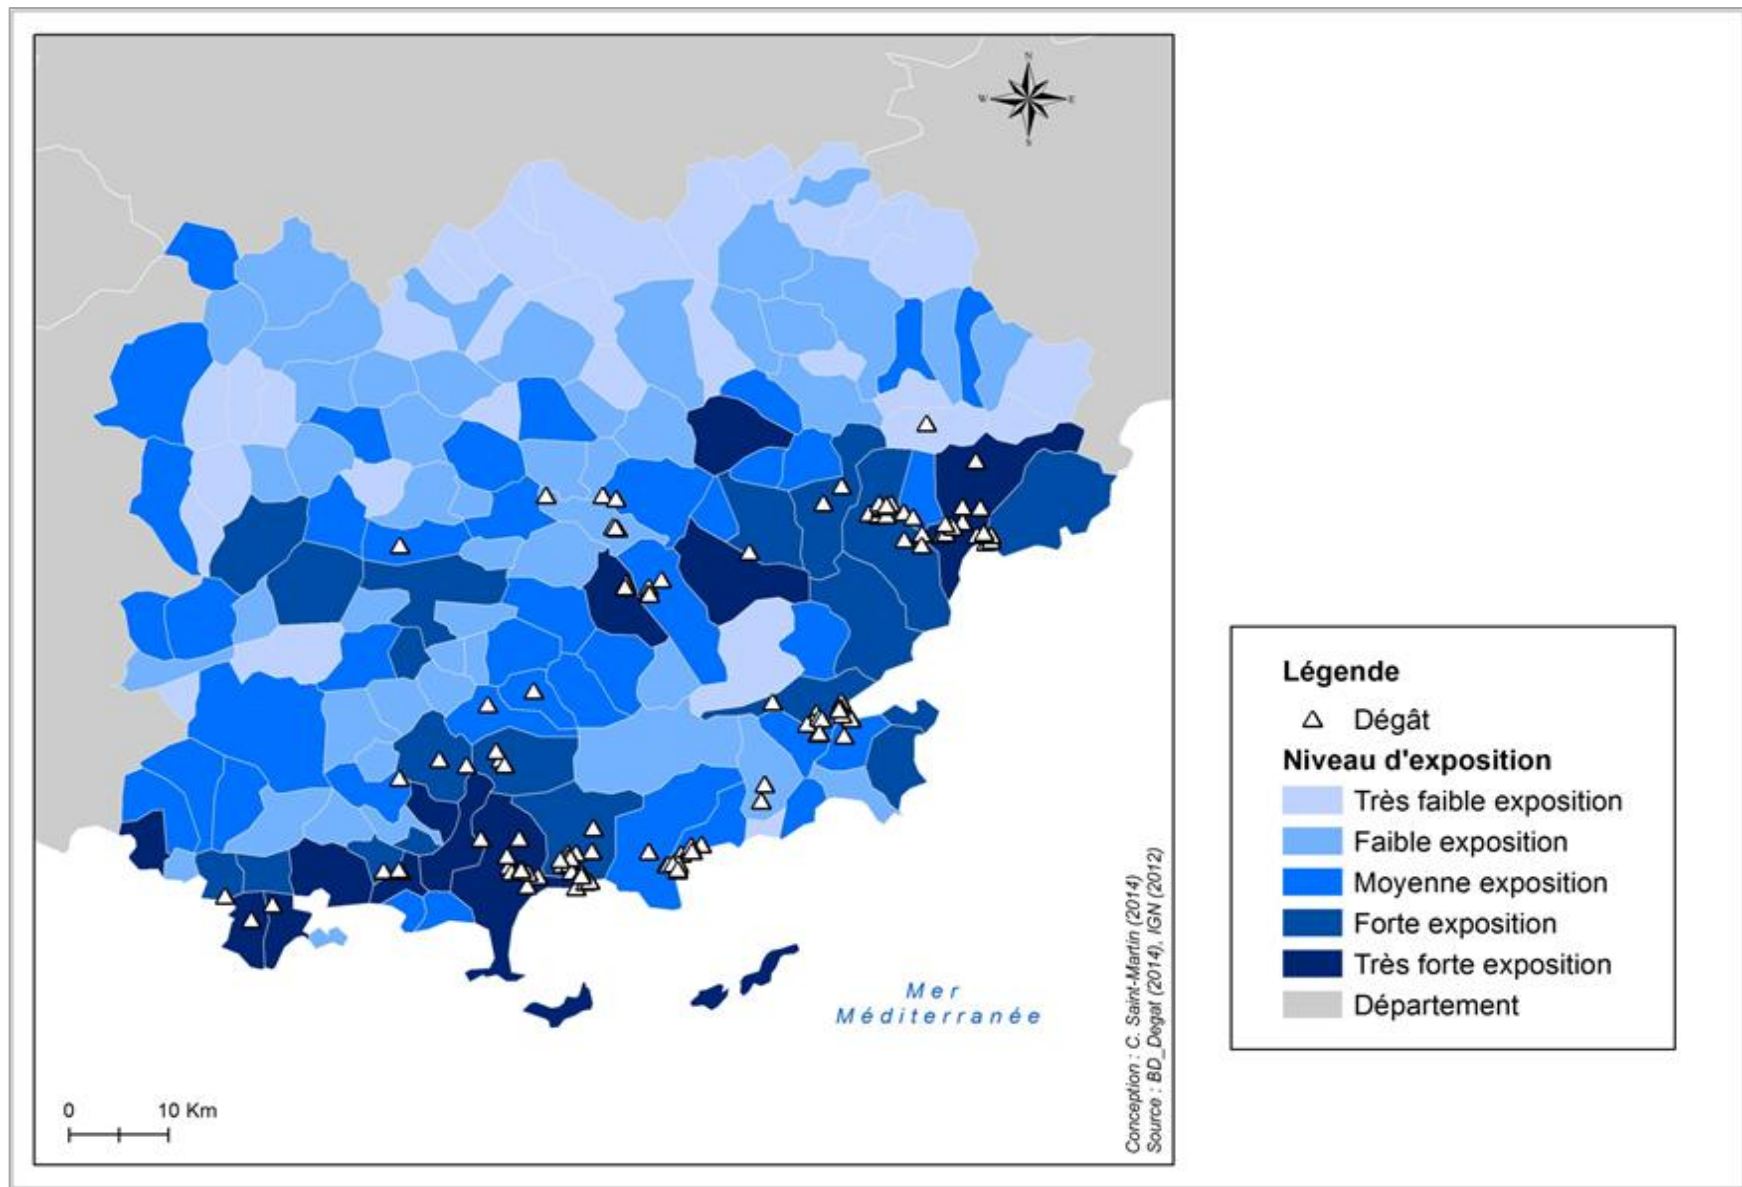 N
W
E
S
Mer
Méditerranée
0 10 Km
Conception : C. Saint-Martin (2014)
Source : BD_Degat (2014), IGN (2012)
Légende
Dégât
Niveau d'exposition
Très faible exposition
Faible exposition
Moyenne exposition
Forte exposition
Très forte exposition
Département